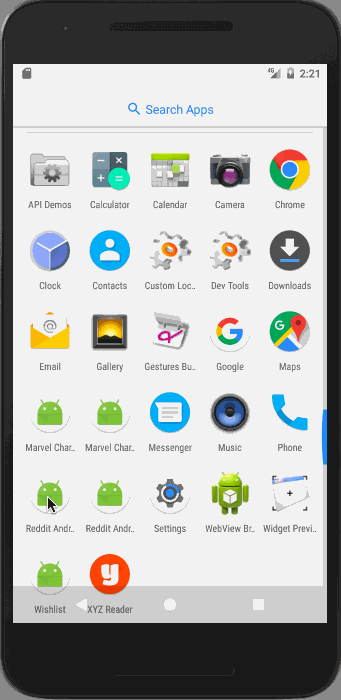 4G 2:21
Search Apps
API Demos Calculator Calendar Camera Chrome
Clock Contacts Custom Loc.. Dev Tools Downloads
Email Gallery Gestures Bu.. Google Maps
Marvel Char.. Marvel Char.. Messenger Music Phone
Reddit Andr.. Reddit Andr.. Settings WebView Br.. Widget Previ..
Wishlist XYZ Reader